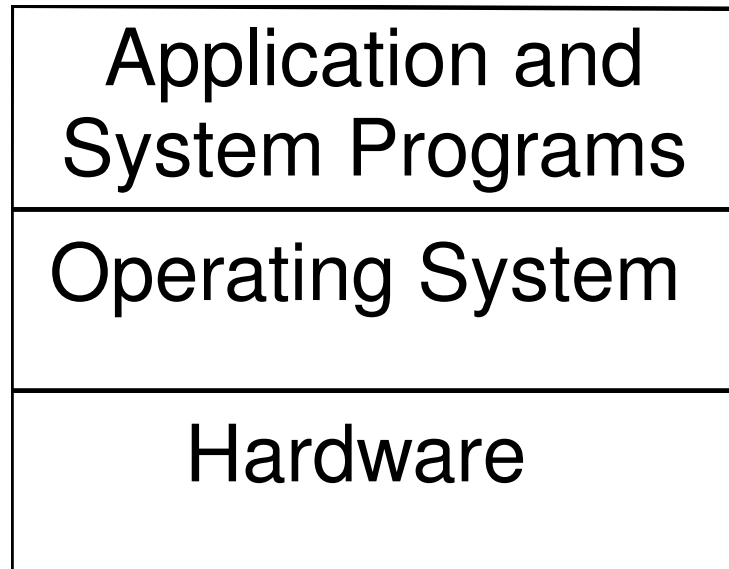 Application and
System Programs
Operating System
Hardware